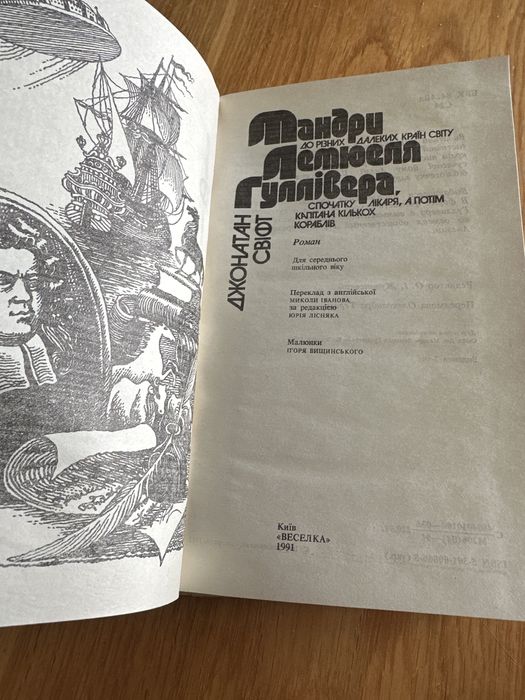 ДЖОНАТАН
СВІФТ
Мандри
ДО РІЗНИХ ДАЛЕКИХ КРАЇН СВІТУ
Лемюеля
Гуллівера,
СПОЧАТКУ ЛІКАРЯ, А ПОТІМ
КАПІТАНА КІЛЬКОХ
КОРАБЛІВ
Роман
Для середнього
шкільного віку
Переклад з англійської
МИКОЛИ ІВАНОВА,
за редакцією
ЮРІЯ ЛІСНЯКА
Малюнки
ІГОРЯ ВИЩИНСЬКОГО
Київ
«ВЕСЕЛКА»
1991